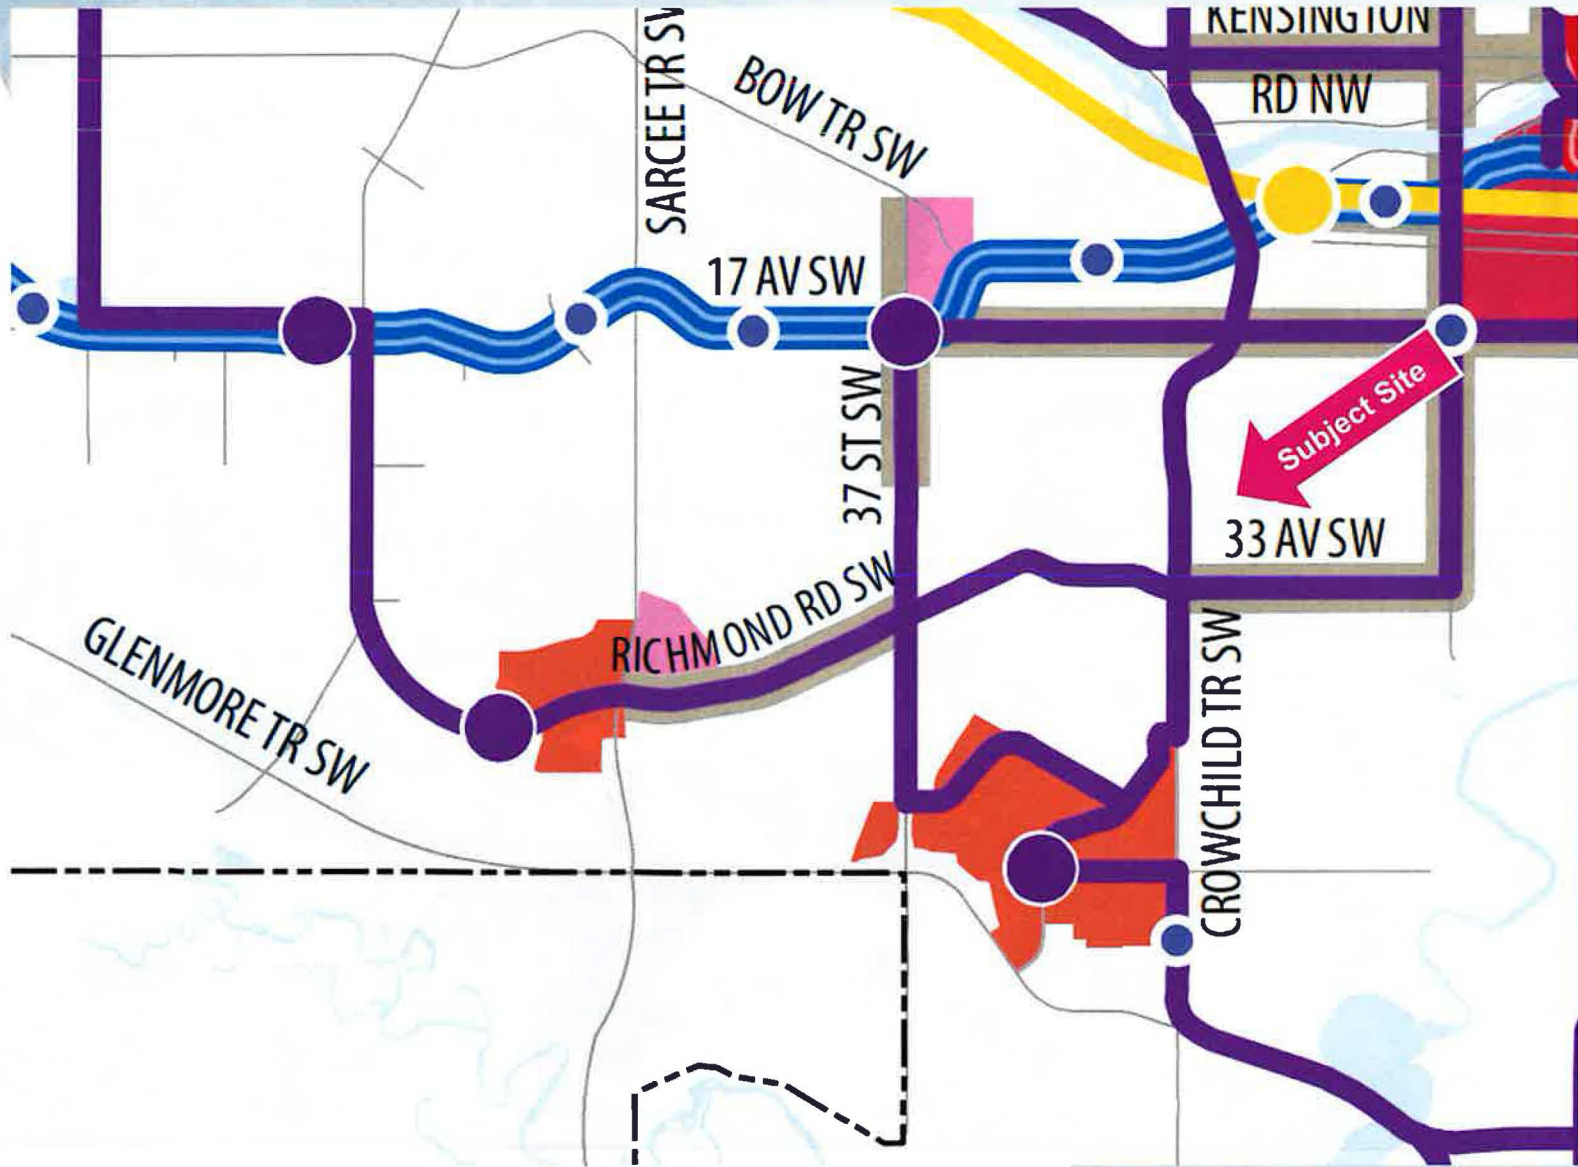 KENSINGTON
RD NW
SARCEE TR SW
BOW TR SW
17 AV SW
37 ST SW
Subject Site
33 AV SW
RICHMOND RD SW
GLENMORE TR SW
CROWCHILD TR SW